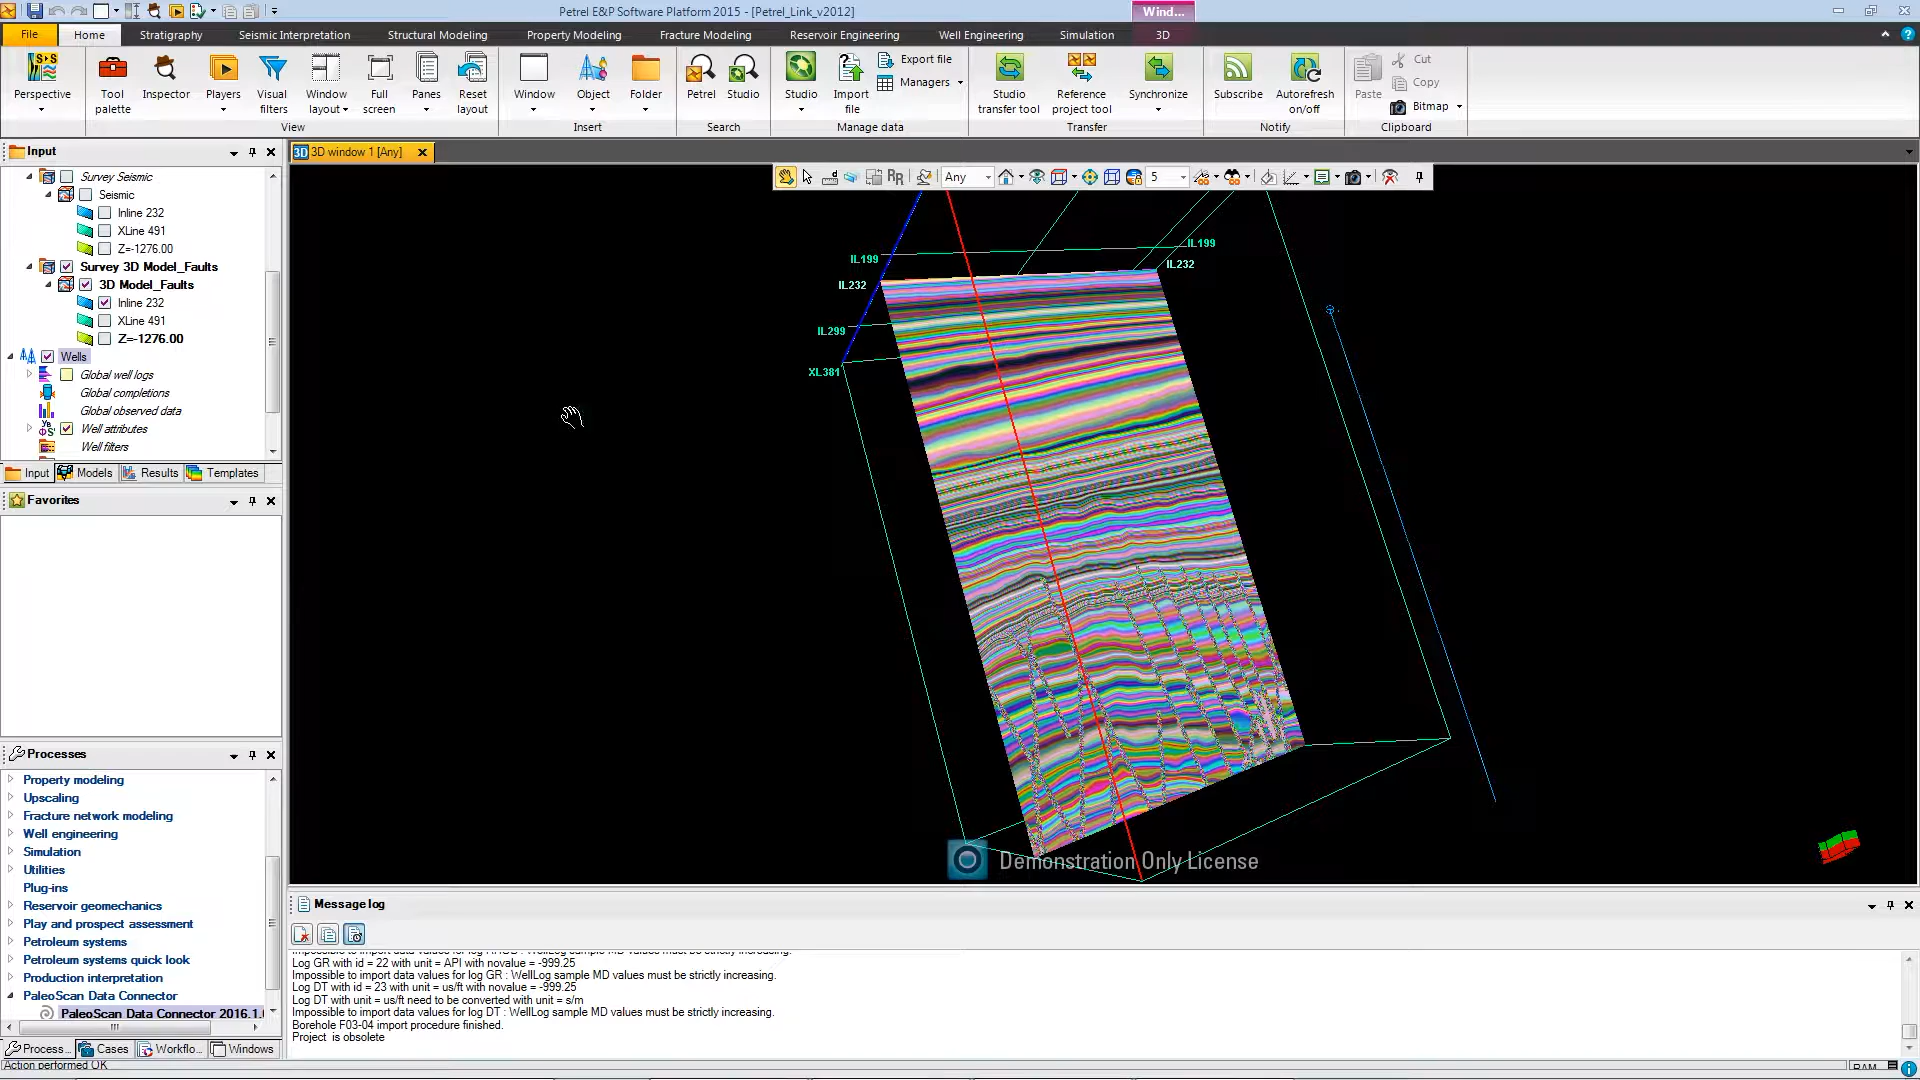 Petrel E&P Software Platform 2015 - [Petrel_Link_v2012]
Wind...
File Home Stratigraphy Seismic Interpretation Structural Modeling Property Modeling Fracture Modeling Reservoir Engineering Well Engineering Simulation 3D
Perspective
Tool palette
Inspector
Players
Visual filters
Window layout
Full screen
Panes
Reset layout
View
Window
Object
Folder
Insert
Petrel
Studio
Search
Studio
Import file
Export file
Managers
Manage data
Studio transfer tool
Reference project tool
Synchronize
Transfer
Subscribe
Autorefresh on/off
Notify
Paste
Cut
Copy
Bitmap
Clipboard
Input
Survey Seismic
Seismic
Inline 232
XLine 491
Z=-1276.00
Survey 3D Model_Faults
3D Model_Faults
Inline 232
XLine 491
Z=-1276.00
Wells
Global well logs
Global completions
Global observed data
Well attributes
Well filters
Input Models Results Templates
Favorites
Processes
Property modeling
Upscaling
Fracture network modeling
Well engineering
Simulation
Utilities
Plug-ins
Reservoir geomechanics
Play and prospect assessment
Petroleum systems
Petroleum systems quick look
Production interpretation
PaleoScan Data Connector
PaleoScan Data Connector 2016.1.
Process... Cases Workflo... Windows
Action performed OK
3D 3D window 1 [Any]
Any 5
IL199
IL199
IL232
IL232
IL299
XL381
Demonstration Only License
Message log
Log GR with id = 22 with unit = API with novalue = -999.25
Impossible to import data values for log GR : WellLog sample MD values must be strictly increasing.
Log DT with id = 23 with unit = us/ft with novalue = -999.25
Log DT with unit = us/ft need to be converted with unit = s/m
Impossible to import data values for log DT : WellLog sample MD values must be strictly increasing.
Borehole F03-04 import procedure finished.
Project is obsolete
RAM